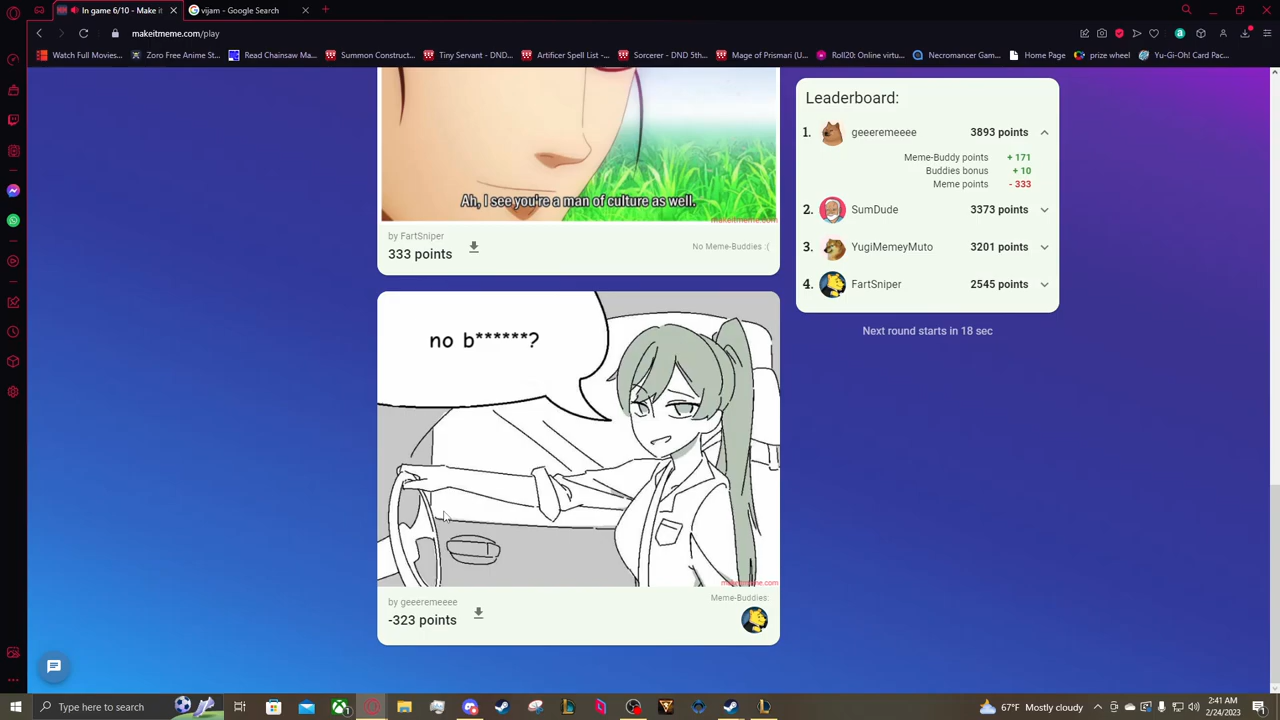 In game 6/10 - Make it
vijam - Google Search
makeitmeme.com/play
Watch Full Movies...
Zoro Free Anime St...
Read Chainsaw Ma...
Summon Construct...
Tiny Servant - DND...
Artificer Spell List -...
Sorcerer - DND 5th...
Mage of Prismari (U...
Roll20: Online virtu...
Necromancer Gam...
Home Page
prize wheel
Yu-Gi-Oh! Card Pac...
Ah, I see you're a man of culture as well.
makeitmeme.com
by FartSniper
333 points
No Meme-Buddies :(
no b******?
makeitmeme.com
by geeeremeeee
-323 points
Meme-Buddies:
Leaderboard:
1. geeeremeeee 3893 points
Meme-Buddy points + 171
Buddies bonus + 10
Meme points - 333
2. SumDude 3373 points
3. YugiMemeyMuto 3201 points
4. FartSniper 2545 points
Next round starts in 18 sec
Type here to search
67°F Mostly cloudy
2:41 AM
2/24/2023